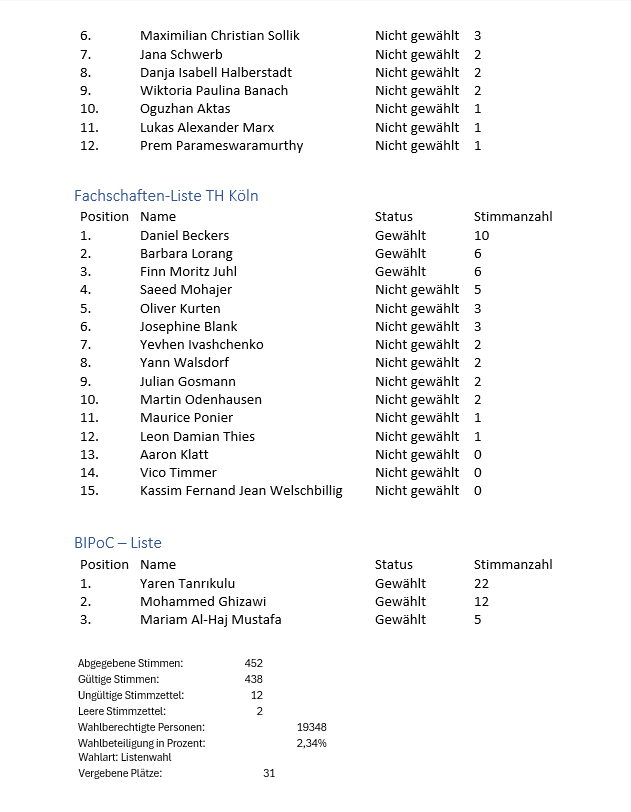 6. Maximilian Christian Sollik Nicht gewählt 3
7. Jana Schwerb Nicht gewählt 2
8. Danja Isabell Halberstadt Nicht gewählt 2
9. Wiktoria Paulina Banach Nicht gewählt 2
10. Oguzhan Aktas Nicht gewählt 1
11. Lukas Alexander Marx Nicht gewählt 1
12. Prem Parameswaramurthy Nicht gewählt 1
Fachschaften-Liste TH Köln
Position Name Status Stimmanzahl
1. Daniel Beckers Gewählt 10
2. Barbara Lorang Gewählt 6
3. Finn Moritz Juhl Gewählt 6
4. Saeed Mohajer Nicht gewählt 5
5. Oliver Kurten Nicht gewählt 3
6. Josephine Blank Nicht gewählt 3
7. Yevhen Ivashchenko Nicht gewählt 2
8. Yann Walsdorf Nicht gewählt 2
9. Julian Gosmann Nicht gewählt 2
10. Martin Odenhausen Nicht gewählt 2
11. Maurice Ponier Nicht gewählt 1
12. Leon Damian Thies Nicht gewählt 1
13. Aaron Klatt Nicht gewählt 0
14. Vico Timmer Nicht gewählt 0
15. Kassim Fernand Jean Welschbillig Nicht gewählt 0
BIPoC – Liste
Position Name Status Stimmanzahl
1. Yaren Tanrıkulu Gewählt 22
2. Mohammed Ghizawi Gewählt 12
3. Mariam Al-Haj Mustafa Gewählt 5
Abgegebene Stimmen: 452
Gültige Stimmen: 438
Ungültige Stimmzettel: 12
Leere Stimmzettel: 2
Wahlberechtigte Personen: 19348
Wahlbeteiligung in Prozent: 2,34%
Wahlart: Listenwahl
Vergebene Plätze: 31